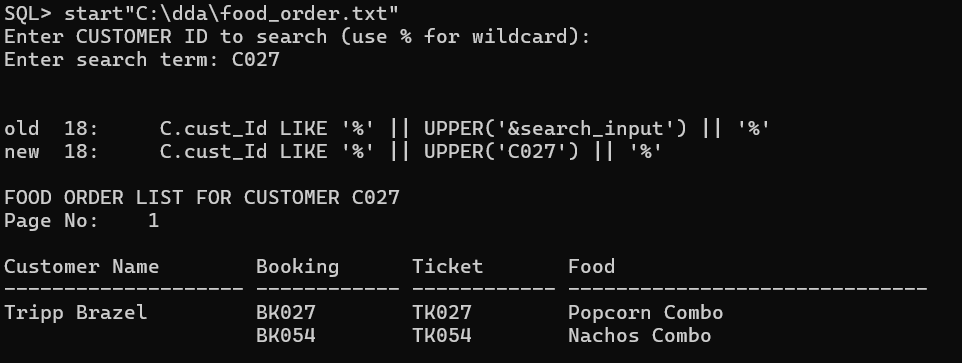 SQL> start"C:\dda\food_order.txt"
Enter CUSTOMER ID to search (use % for wildcard):
Enter search term: C027
old  18:     C.cust_Id LIKE '%' || UPPER('&search_input') || '%'
new  18:     C.cust_Id LIKE '%' || UPPER('C027') || '%'
FOOD ORDER LIST FOR CUSTOMER C027
Page No:    1
Customer Name        Booking      Ticket       Food
-------------------- ------------ ------------ ------------------------------
Tripp Brazel         BK027        TK027        Popcorn Combo
                     BK054        TK054        Nachos Combo